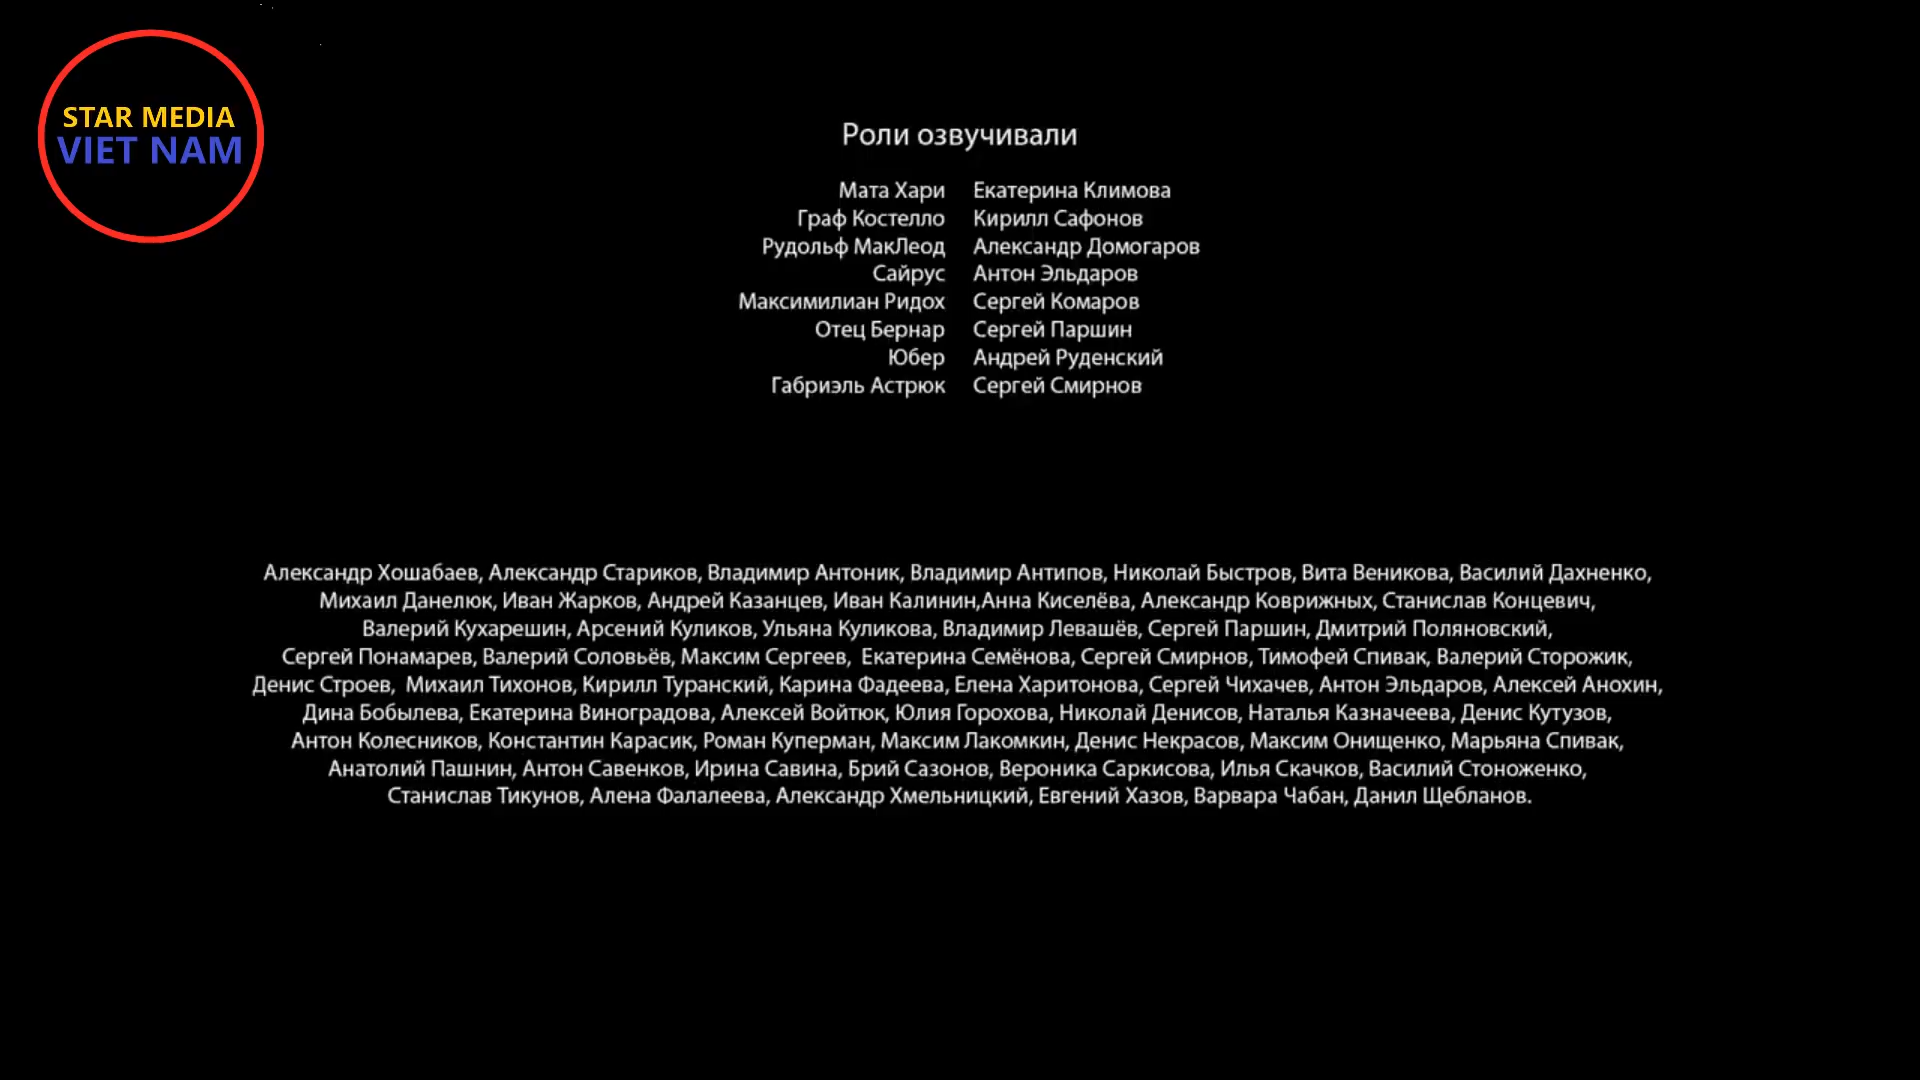 STAR MEDIA
VIET NAM
Роли озвучивали
Мата Хари Екатерина Климова
Граф Костелло Кирилл Сафонов
Рудольф МакЛеод Александр Домогаров
Сайрус Антон Эльдаров
Максимилиан Ридох Сергей Комаров
Отец Бернар Сергей Паршин
Юбер Андрей Руденский
Габриэль Астрюк Сергей Смирнов
Александр Хошабаев, Александр Стариков, Владимир Антоник, Владимир Антипов, Николай Быстров, Вита Веникова, Василий Дахненко,
Михаил Данелюк, Иван Жарков, Андрей Казанцев, Иван Калинин,Анна Киселёва, Александр Коврижных, Станислав Концевич,
Валерий Кухарешин, Арсений Куликов, Ульяна Куликова, Владимир Левашёв, Сергей Паршин, Дмитрий Поляновский,
Сергей Понамарев, Валерий Соловьёв, Максим Сергеев,  Екатерина Семёнова, Сергей Смирнов, Тимофей Спивак, Валерий Сторожик,
Денис Строев,  Михаил Тихонов, Кирилл Туранский, Карина Фадеева, Елена Харитонова, Сергей Чихачев, Антон Эльдаров, Алексей Анохин,
Дина Бобылева, Екатерина Виноградова, Алексей Войтюк, Юлия Горохова, Николай Денисов, Наталья Казначеева, Денис Кутузов,
Антон Колесников, Константин Карасик, Роман Куперман, Максим Лакомкин, Денис Некрасов, Максим Онищенко, Марьяна Спивак,
Анатолий Пашнин, Антон Савенков, Ирина Савина, Брий Сазонов, Вероника Саркисова, Илья Скачков, Василий Стоноженко,
Станислав Тикунов, Алена Фалалеева, Александр Хмельницкий, Евгений Хазов, Варвара Чабан, Данил Щебланов.